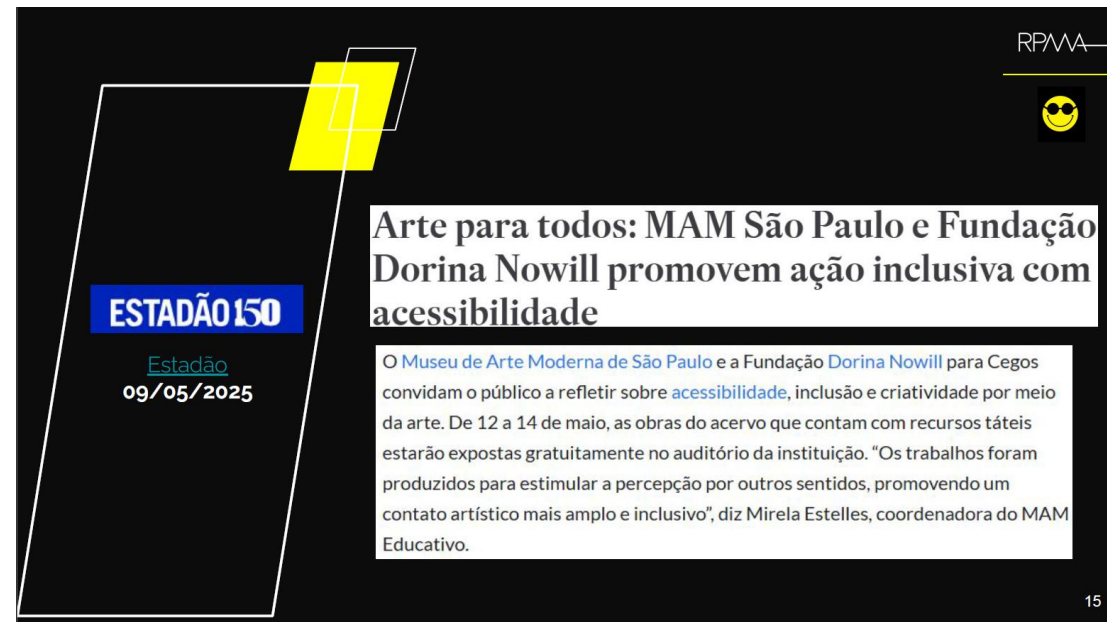 RPMA
Arte para todos: MAM São Paulo e Fundação
Dorina Nowill promovem ação inclusiva com
acessibilidade
ESTADÃO 150
Estadão
09/05/2025
O Museu de Arte Moderna de São Paulo e a Fundação Dorina Nowill para Cegos
convidam o público a refletir sobre acessibilidade, inclusão e criatividade por meio
da arte. De 12 a 14 de maio, as obras do acervo que contam com recursos táteis
estarão expostas gratuitamente no auditório da instituição. “Os trabalhos foram
produzidos para estimular a percepção por outros sentidos, promovendo um
contato artístico mais amplo e inclusivo”, diz Mirela Estelles, coordenadora do MAM
Educativo.
15